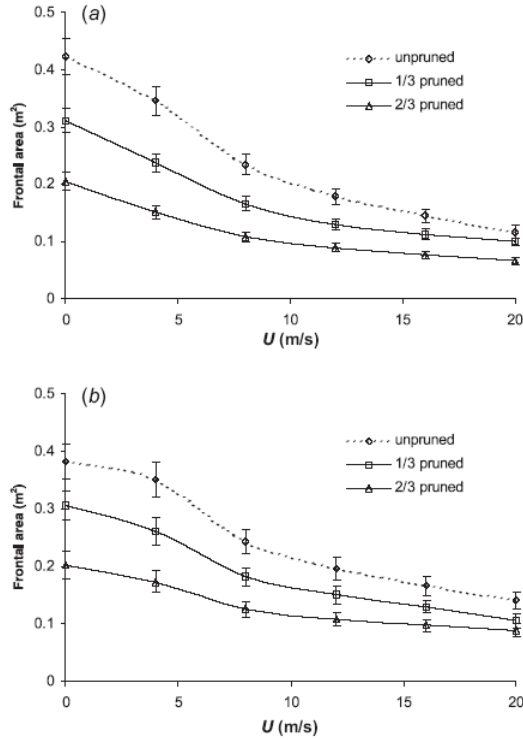 (a)
0.5
0.4
0.3
0.2
0.1
0
Frontal area (m²)
unpruned
1/3 pruned
2/3 pruned
0 5 10 15 20
U (m/s)
(b)
0.5
0.4
0.3
0.2
0.1
0
Frontal area (m²)
unpruned
1/3 pruned
2/3 pruned
0 5 10 15 20
U (m/s)